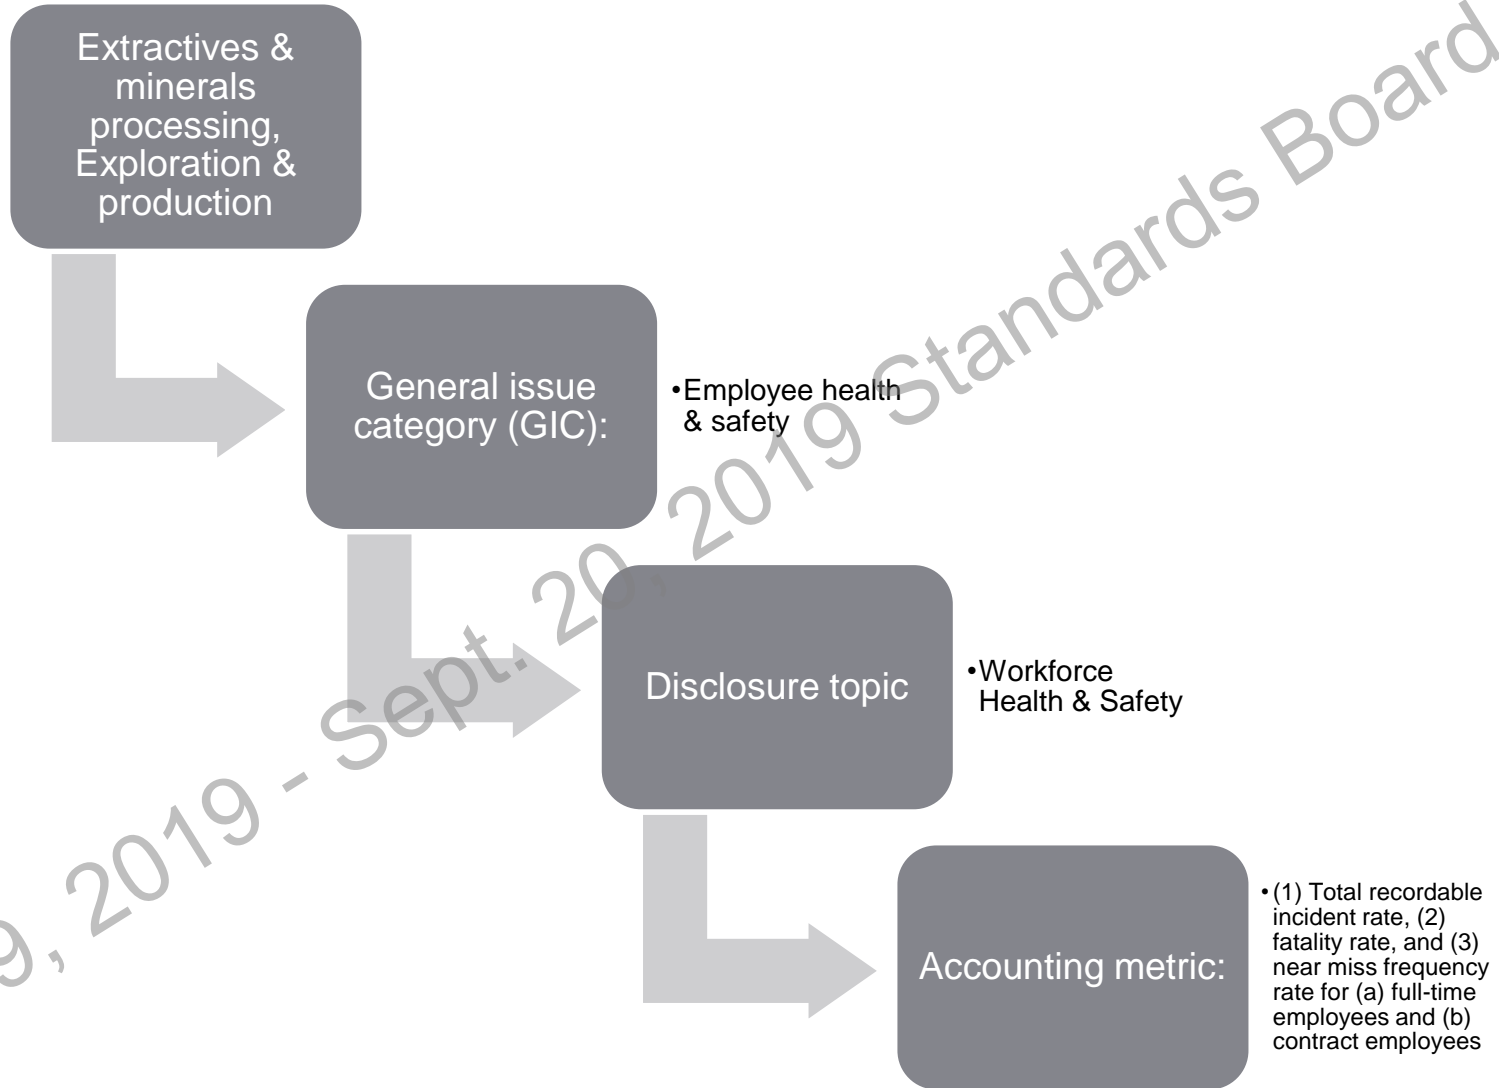 Extractives &
minerals
processing,
Exploration &
production
General issue
category (GIC):
•Employee health
& safety
Disclosure topic
•Workforce
Health & Safety
Accounting metric:
•(1) Total recordable
incident rate, (2)
fatality rate, and (3)
near miss frequency
rate for (a) full-time
employees and (b)
contract employees
9, 2019 - Sept. 20, 2019 Standards Board